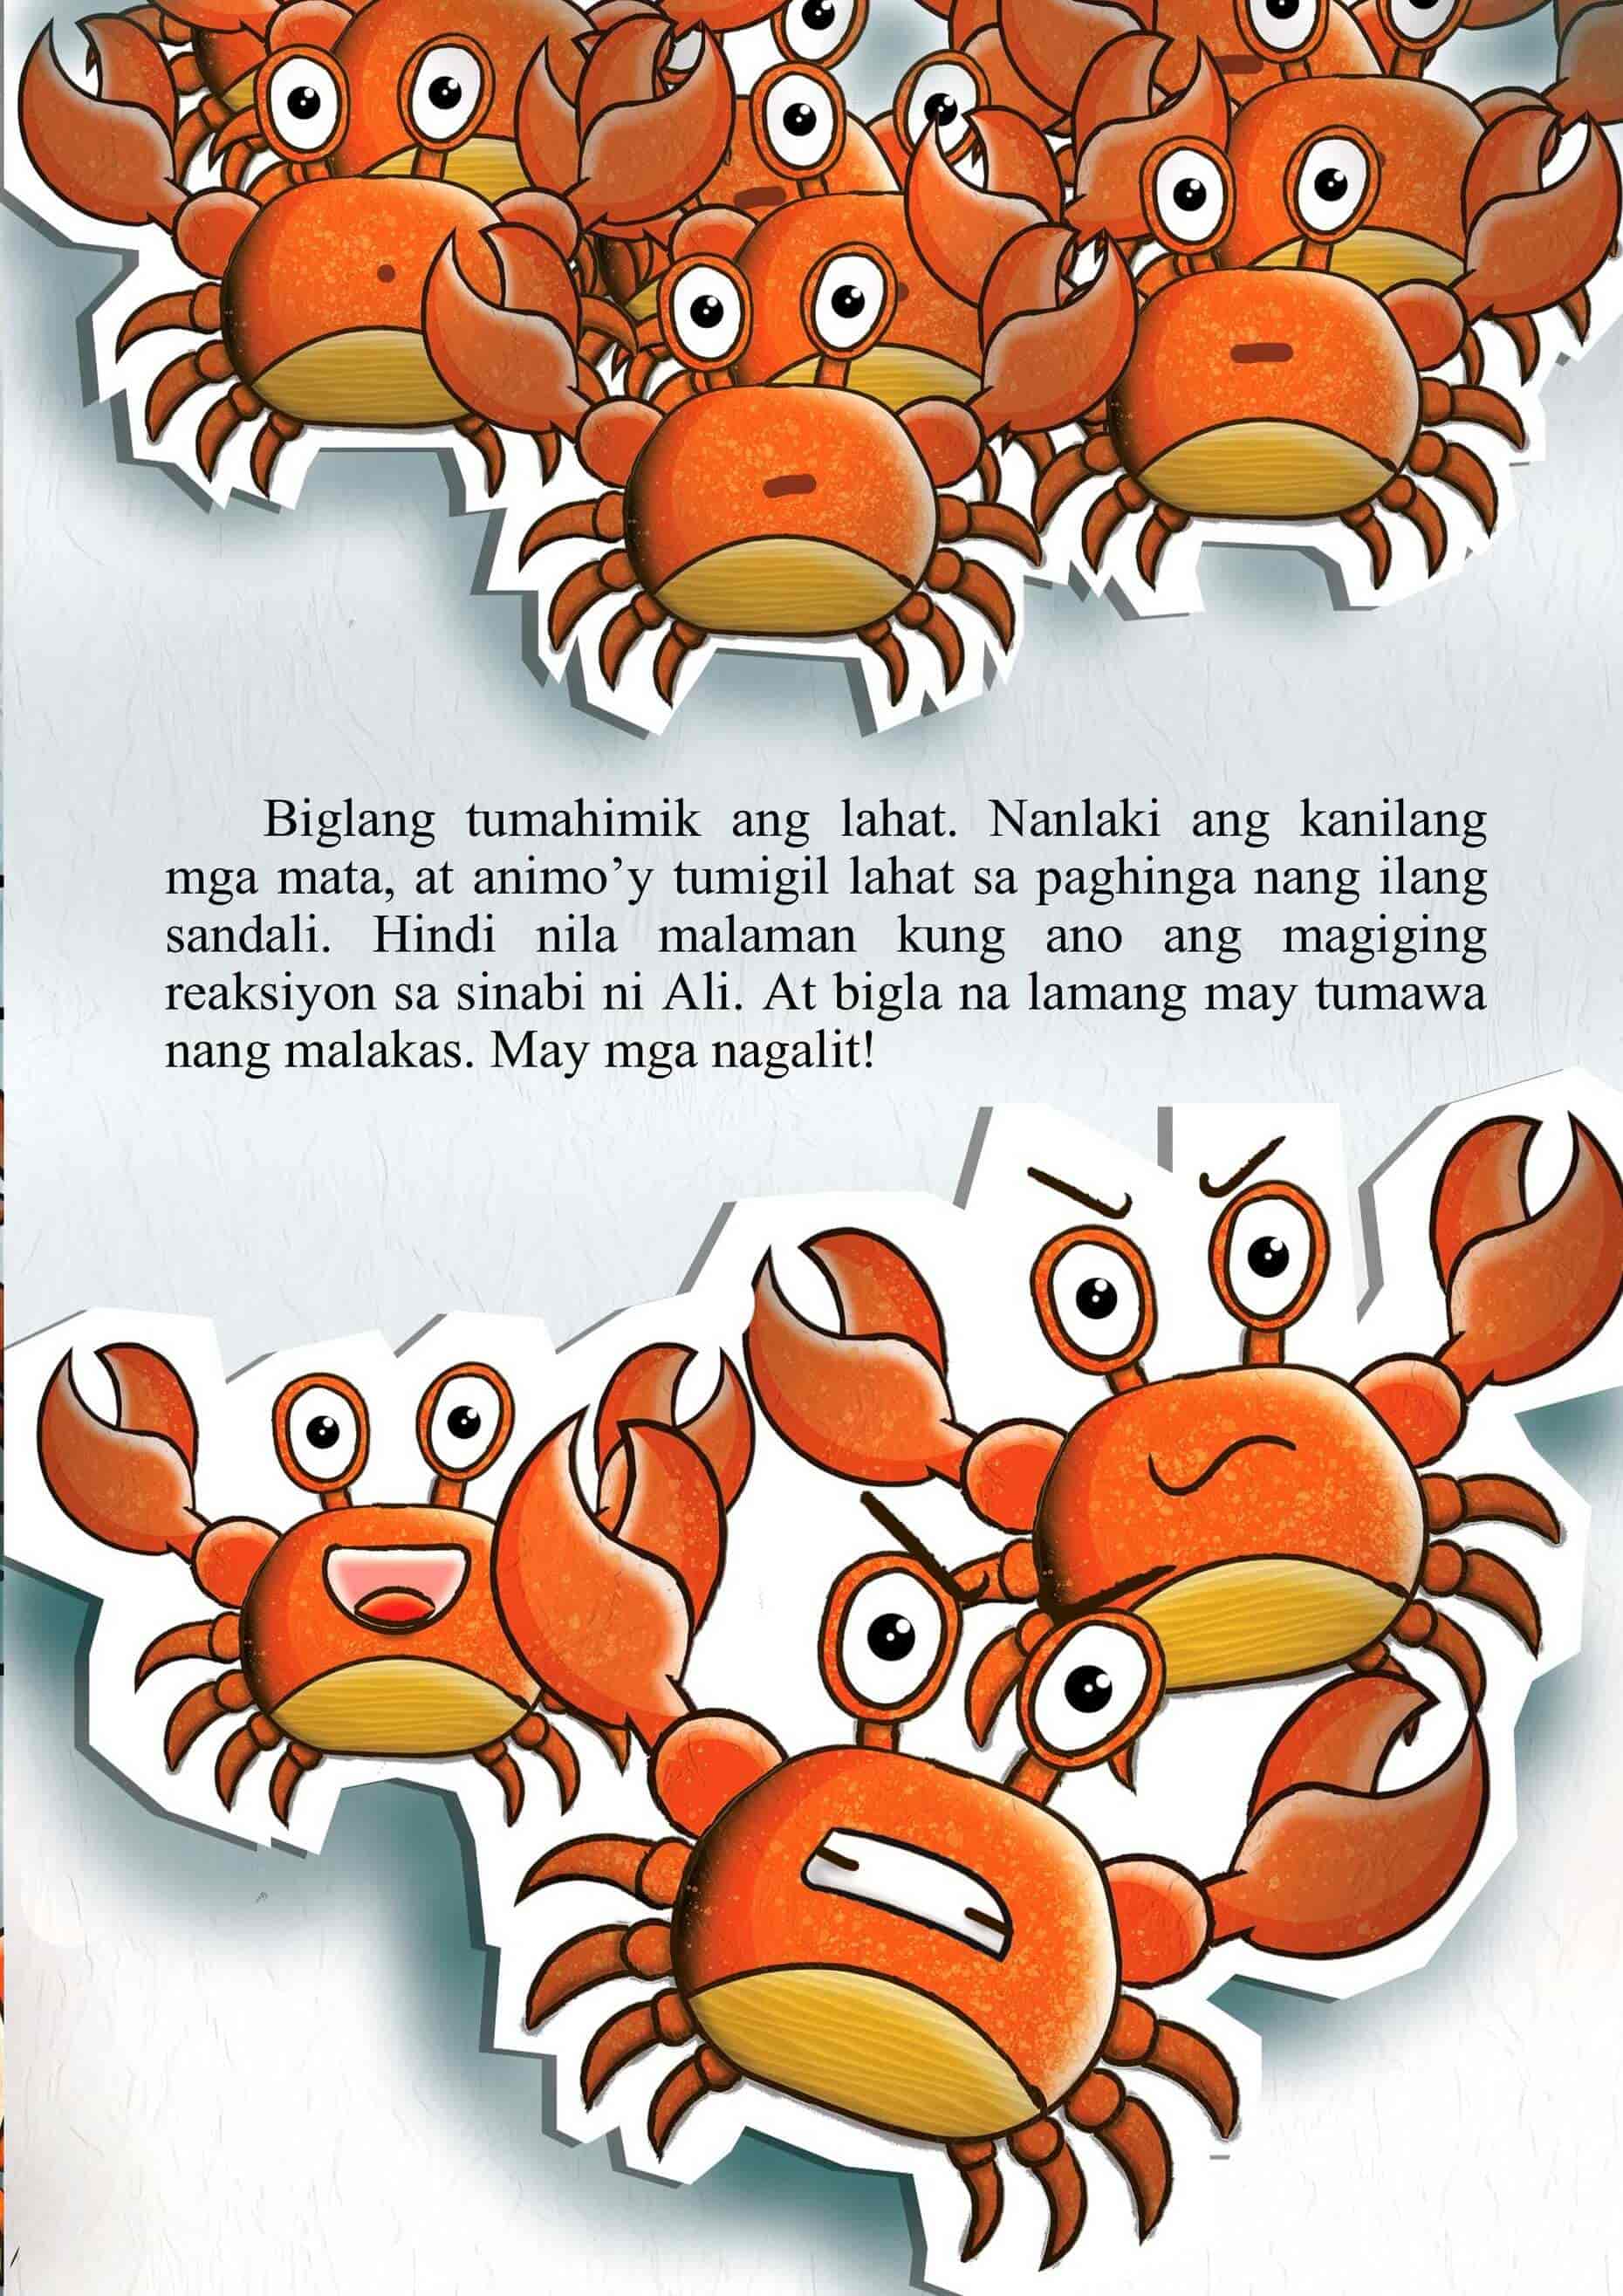 Biglang tumahimik ang lahat. Nanlaki ang kanilang
mga mata, at animo’y tumigil lahat sa paghinga nang ilang
sandali. Hindi nila malaman kung ano ang magiging
reaksiyon sa sinabi ni Ali. At bigla na lamang may tumawa
nang malakas. May mga nagalit!